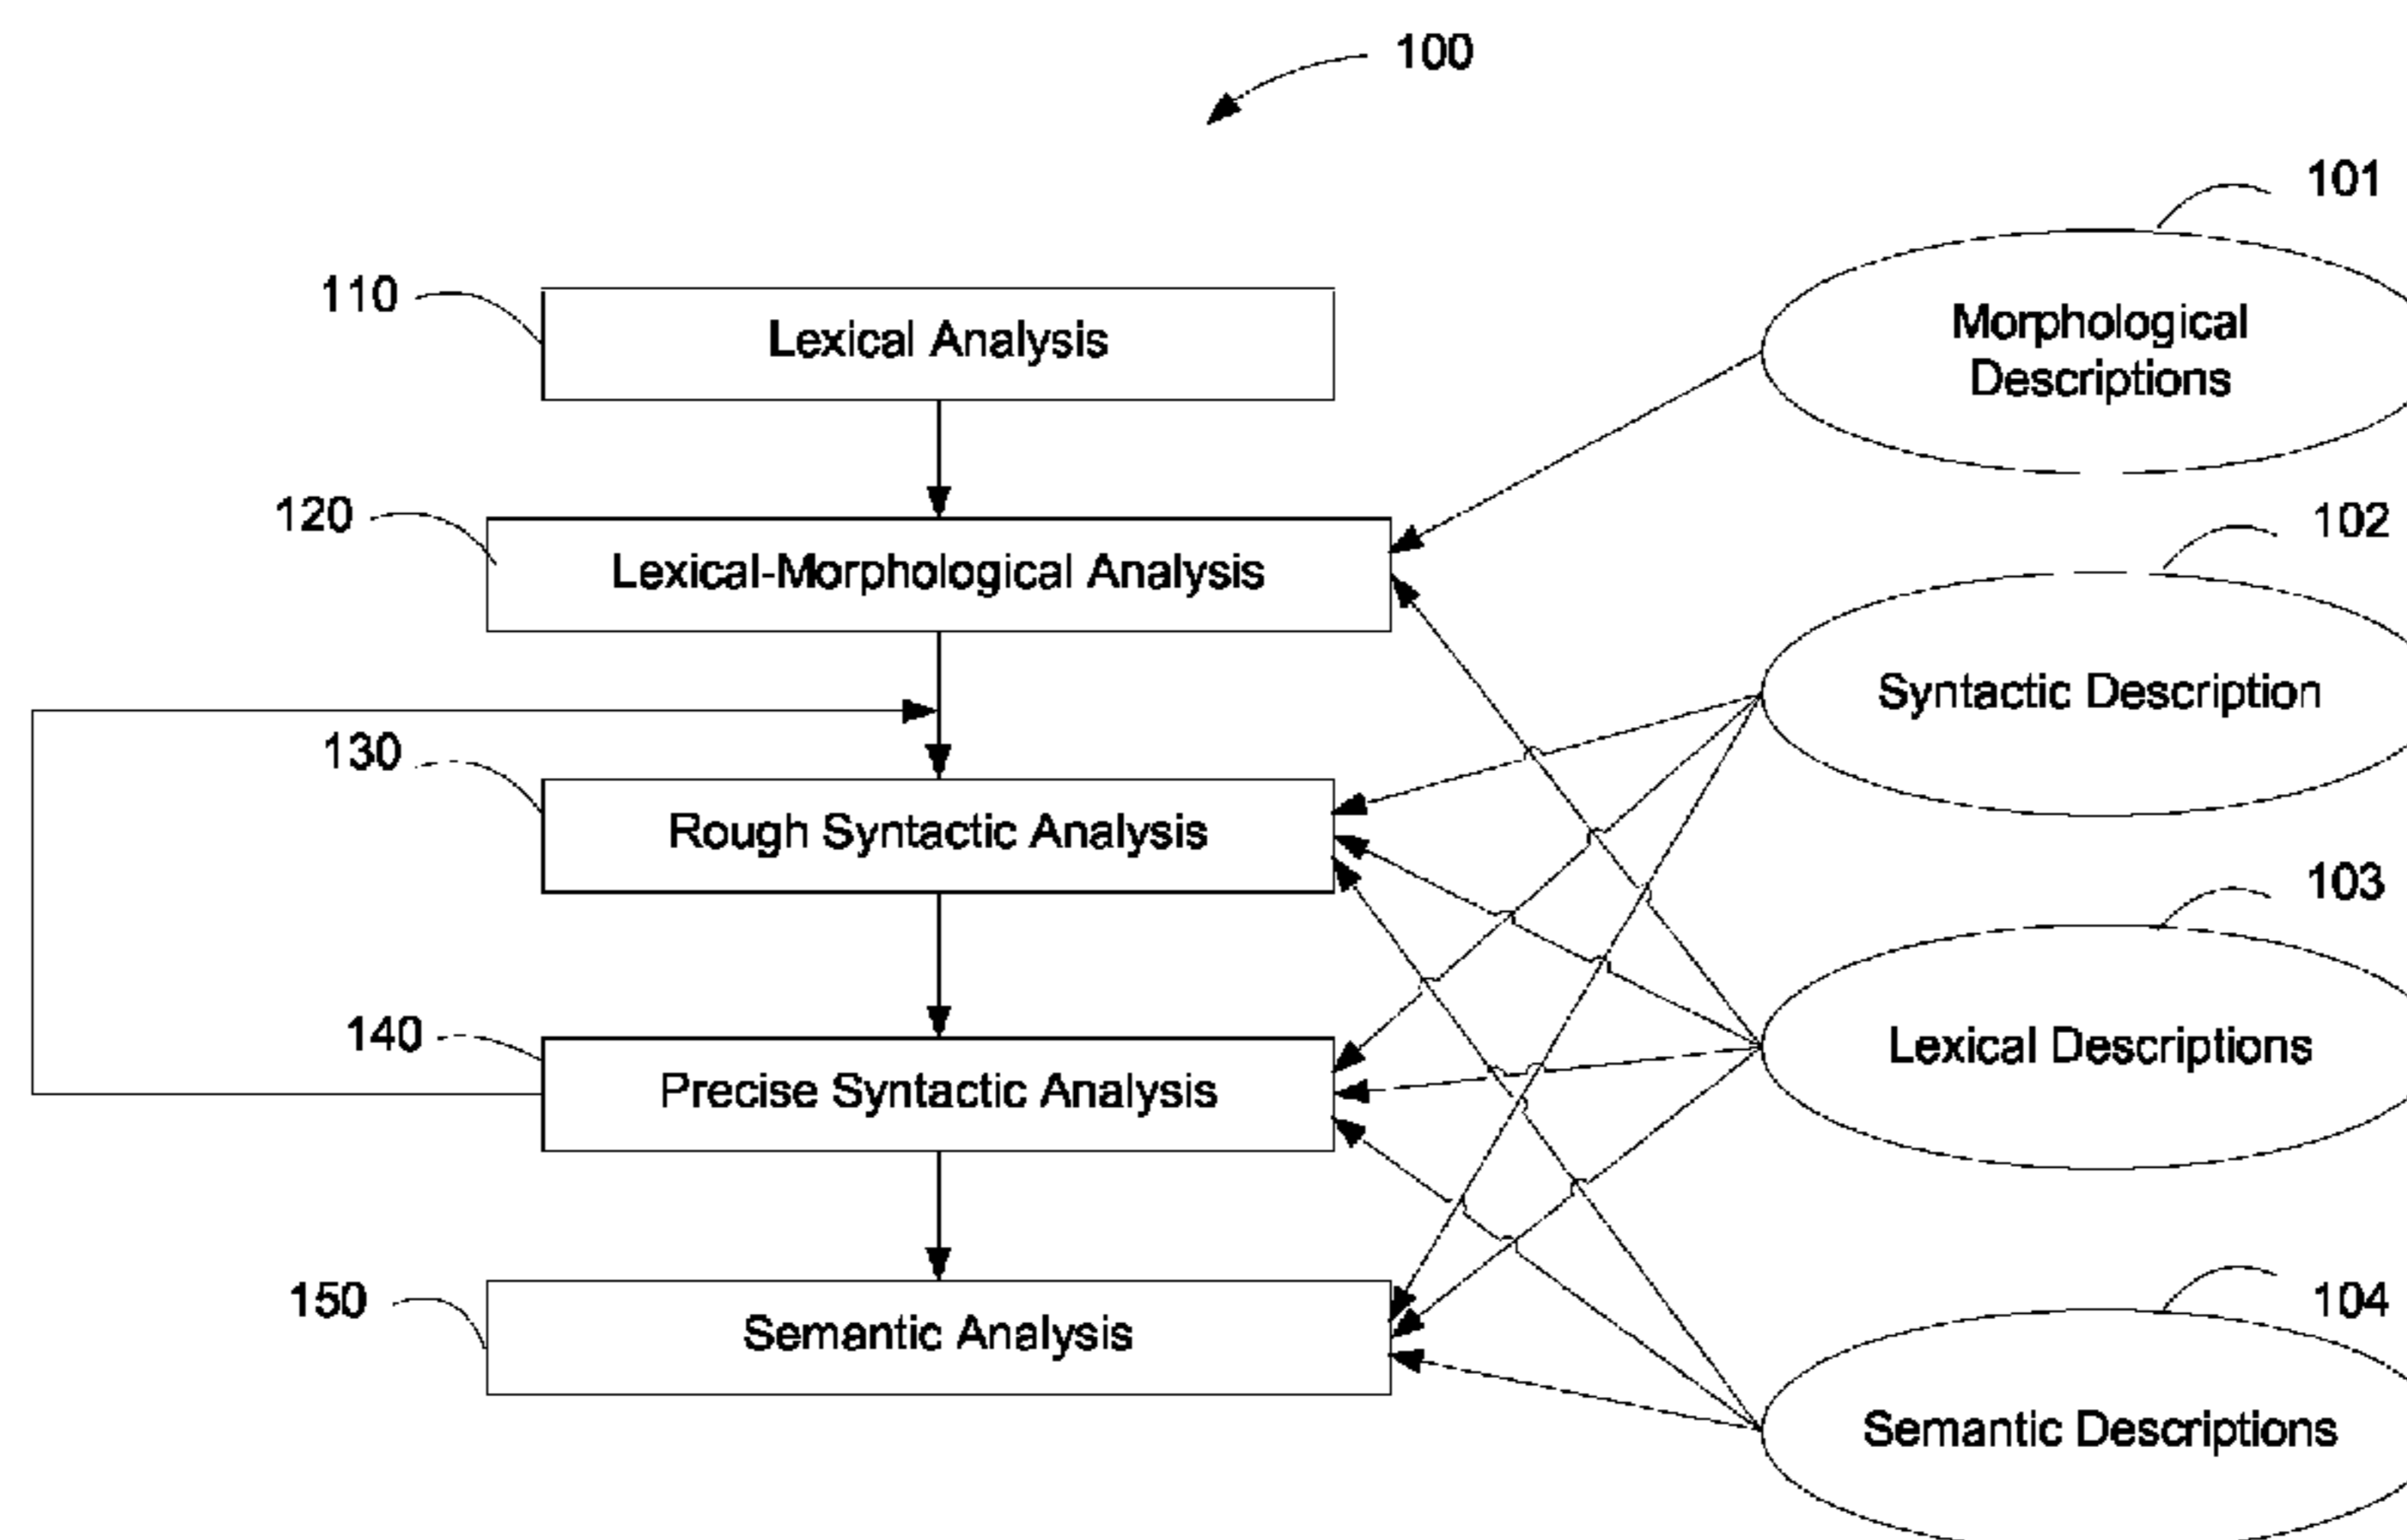 100
101
110
Lexical Analysis
Morphological
Descriptions
120
Lexical-Morphological Analysis
102
Syntactic Description
130
Rough Syntactic Analysis
103
140
Precise Syntactic Analysis
Lexical Descriptions
150
Semantic Analysis
104
Semantic Descriptions